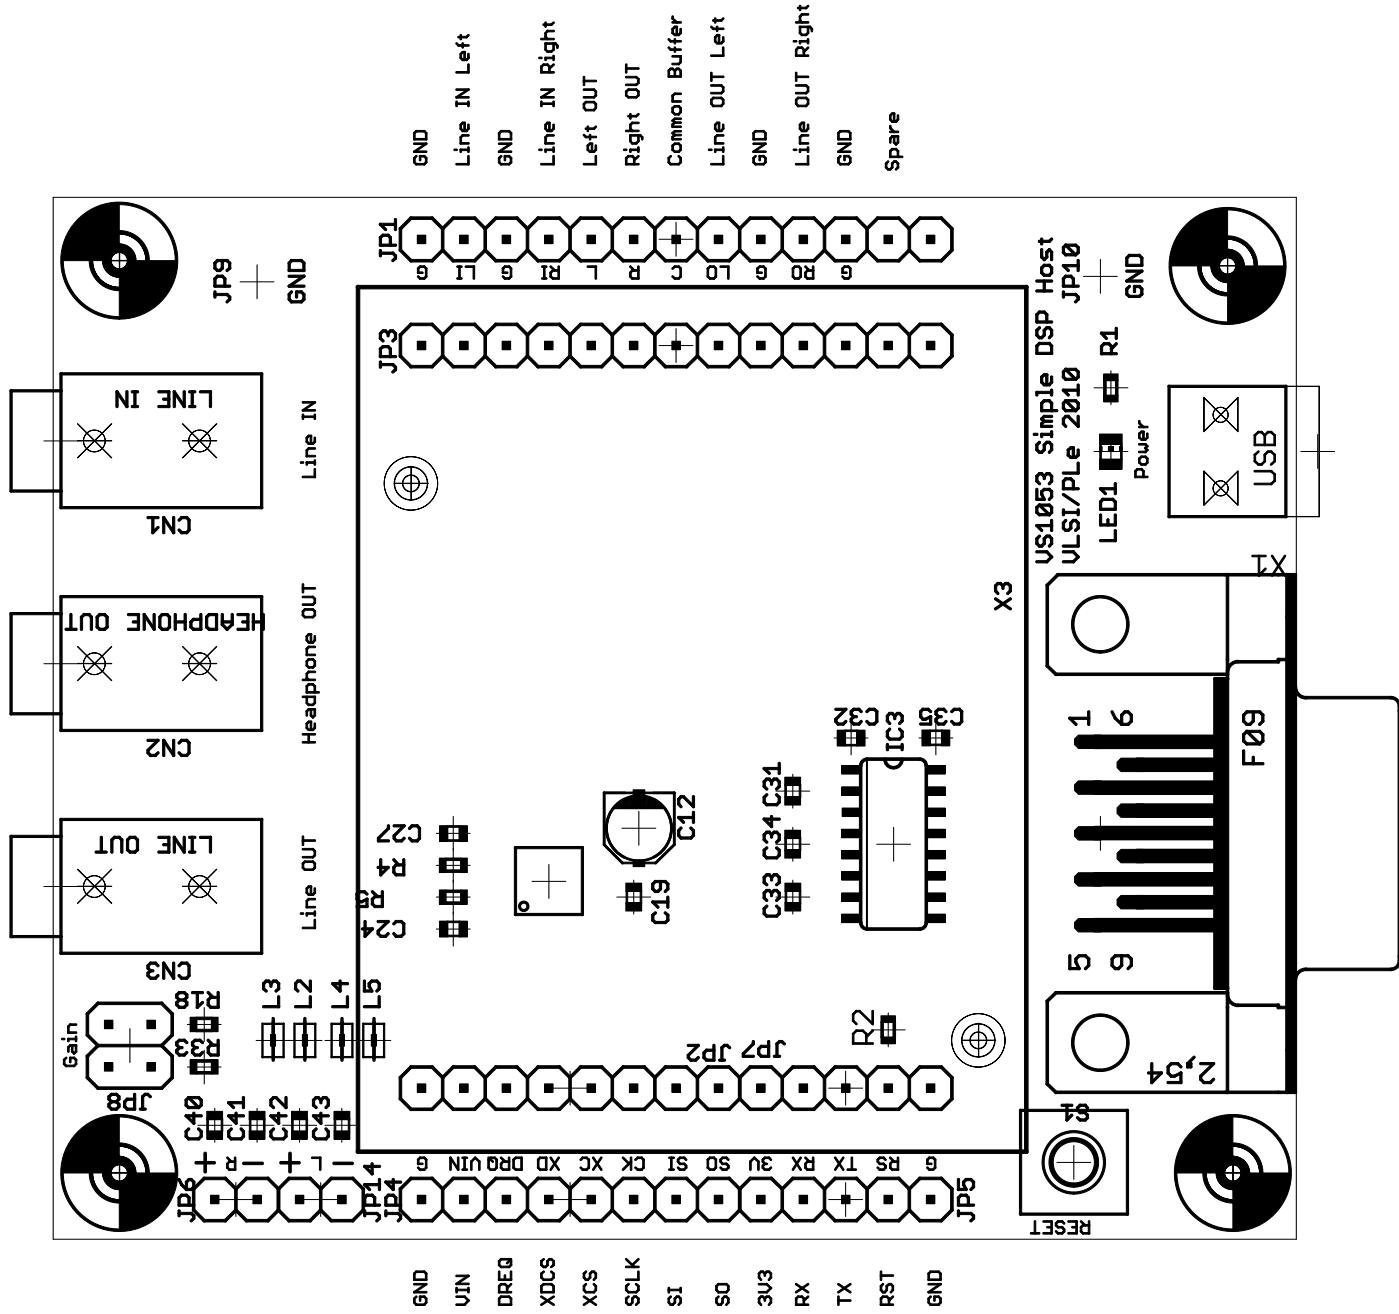 GND
Line IN Left
GND
Line IN Right
Left OUT
Right OUT
Common Buffer
Line OUT Left
GND
Line OUT Right
GND
Spare
JP1
G
LI
G
RI
L
R
C
LO
G
RO
G
JP9
GND
JP3
VS1053 Simple DSP Host
VLSI/PLe 2010
JP10
GND
R1
LED1
Power
USB
X1
LINE IN
CN1
Line IN
HEADPHONE OUT
CN2
Headphone OUT
LINE OUT
CN3
Line OUT
X3
C32
IC3
C35
C31
C34
C33
C12
C19
C27
R4
R5
C24
1
6
5
9
F09
2,54
Gain
JP8
R18
R33
L3
L2
L4
L5
R2
JP2
JP7
C40
C41
C42
C43
+
R
-
+
L
-
JP6
JP14
JP4
G
VIN
DRQ
XD
XC
CK
SI
SO
3V
RX
TX
RS
G
JP5
S1
RESET
GND
VIN
DREQ
XDCS
XCS
SCLK
SI
SO
3V3
RX
TX
RST
GND